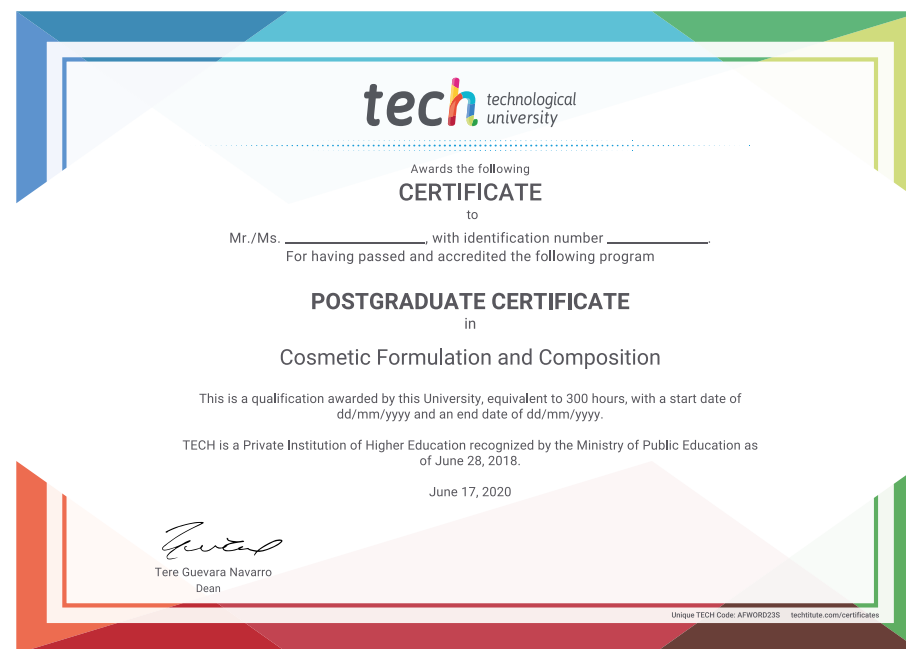 tech technological
university
Awards the following
CERTIFICATE
to
Mr./Ms. ____________________, with identification number ______________.
For having passed and accredited the following program
POSTGRADUATE CERTIFICATE
in
Cosmetic Formulation and Composition
This is a qualification awarded by this University, equivalent to 300 hours, with a start date of
dd/mm/yyyy and an end date of dd/mm/yyyy.
TECH is a Private Institution of Higher Education recognized by the Ministry of Public Education as
of June 28, 2018.
June 17, 2020
Tere Guevara Navarro
Dean
Unique TECH Code: AFWORD23S techtitute.com/certificates